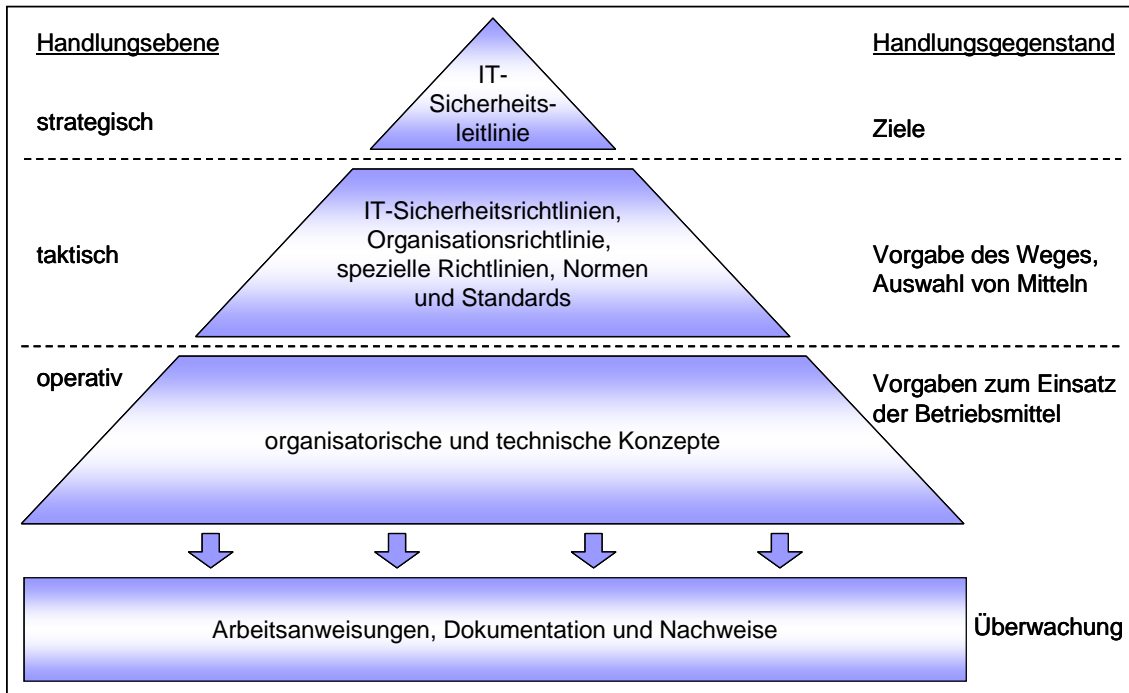 Handlungsebene
Handlungsgegenstand
IT-
Sicherheits-
leitlinie
strategisch
Ziele
IT-Sicherheitsrichtlinien,
Organisationsrichtlinie,
spezielle Richtlinien, Normen
und Standards
taktisch
Vorgabe des Weges,
Auswahl von Mitteln
operativ
Vorgaben zum Einsatz
der Betriebsmittel
organisatorische und technische Konzepte
Arbeitsanweisungen, Dokumentation und Nachweise
Überwachung